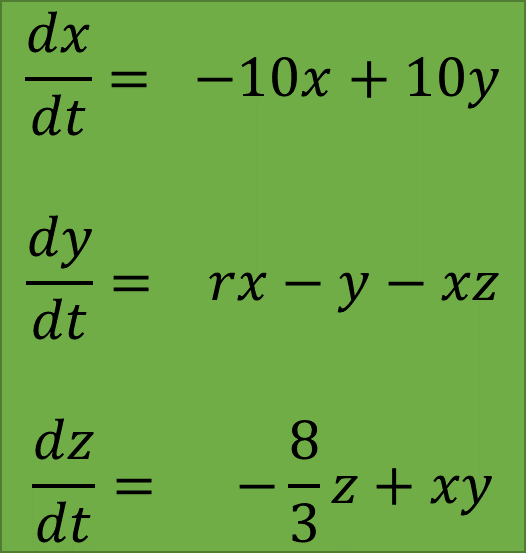 dx/dt = −10x + 10y
dy/dt = rx − y − xz
dz/dt = −8/3 z + xy